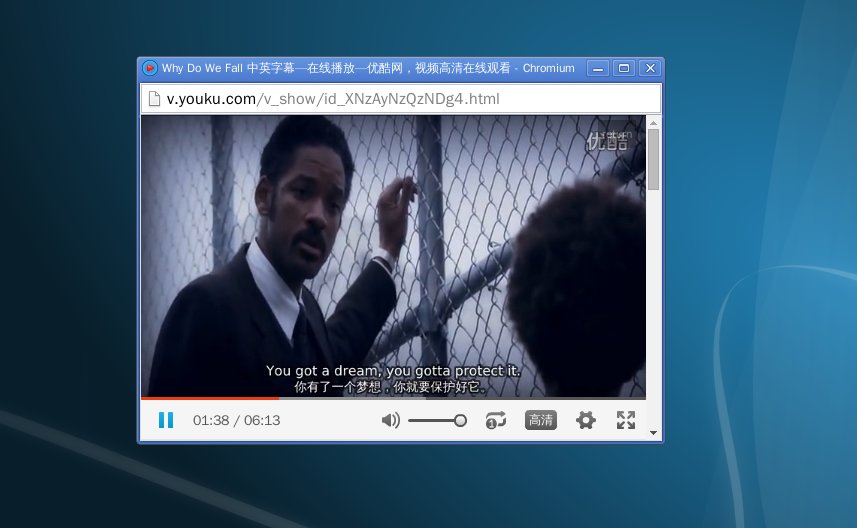 Why Do We Fall 中英字幕—在线播放—优酷网，视频高清在线观看 - Chromium
v.youku.com/v_show/id_XNzAyNzQzNDg4.html
优酷
You got a dream, you gotta protect it.
你有了一个梦想，你就要保护好它。
01:38 / 06:13
1
高清